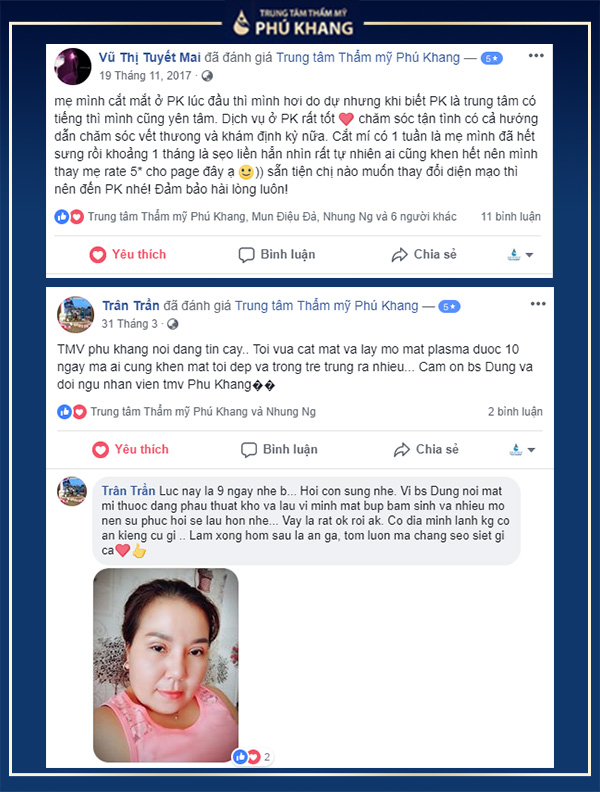 TRUNG TÂM THẨM MỸ
PHÚ KHANG
Vũ Thị Tuyết Mai đã đánh giá Trung tâm Thẩm mỹ Phú Khang — 5★
19 Tháng 11, 2017 ·
mẹ mình cắt mắt ở PK lúc đầu thì mình hơi do dự nhưng khi biết PK là trung tâm có
tiếng thì mình cũng yên tâm. Dịch vụ ở PK rất tốt ❤ chăm sóc tận tình có cả hướng
dẫn chăm sóc vết thương và khám định kỳ nữa. Cắt mí có 1 tuần là mẹ mình đã hết
sưng rồi khoảng 1 tháng là sẹo liền hẳn nhìn rất tự nhiên ai cũng khen hết nên mình
thay mẹ rate 5* cho page đây ạ 😉)) sẵn tiện chị nào muốn thay đổi diện mạo thì
nên đến PK nhé! Đảm bảo hài lòng luôn!
Trung tâm Thẩm mỹ Phú Khang, Mun Điệu Đà, Nhung Ng và 6 người khác 11 bình luận
Yêu thích Bình luận Chia sẻ
Trân Trần đã đánh giá Trung tâm Thẩm mỹ Phú Khang — 5★
31 Tháng 3 ·
TMV phu khang noi dang tin cay.. Toi vua cat mat va lay mo mat plasma duoc 10
ngay ma ai cung khen mat toi dep va trong tre trung ra nhieu... Cam on bs Dung va
doi ngu nhan vien tmv Phu Khang��
Trung tâm Thẩm mỹ Phú Khang và Nhung Ng 2 bình luận
Yêu thích Bình luận Chia sẻ
Trân Trần Luc nay la 9 ngay nhe b... Hoi con sung nhe. Vi bs Dung noi mat
mi thuoc dang phau thuat kho va lau vi minh mat bup bam sinh va nhieu mo
nen su phuc hoi se lau hon nhe... Vay la rat ok roi ak. Co dia minh lanh kg co
an kieng cu gi .. Lam xong hom sau la an ga, tom luon ma chang seo siet gi
ca❤👍
2